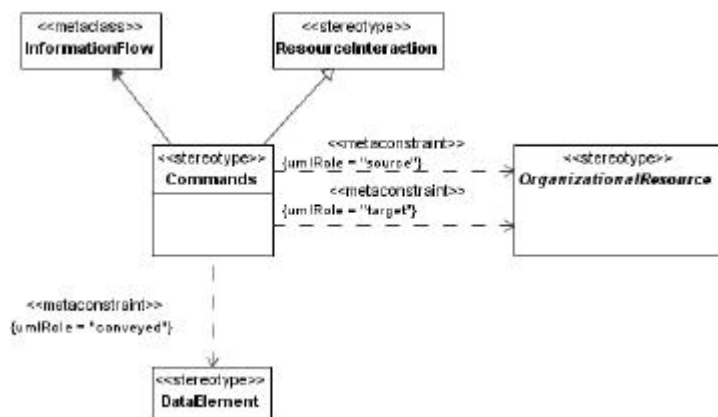 <<metaclass>>
InformationFlow
<<stereotype>>
ResourceInteraction
<<stereotype>>
Commands
<<metaconstraint>>
{umlRole = "source"}
<<metaconstraint>>
{umlRole = "target"}
<<stereotype>>
OrganizationalResource
<<metaconstraint>>
{umlRole = "conveyed"}
<<stereotype>>
DataElement